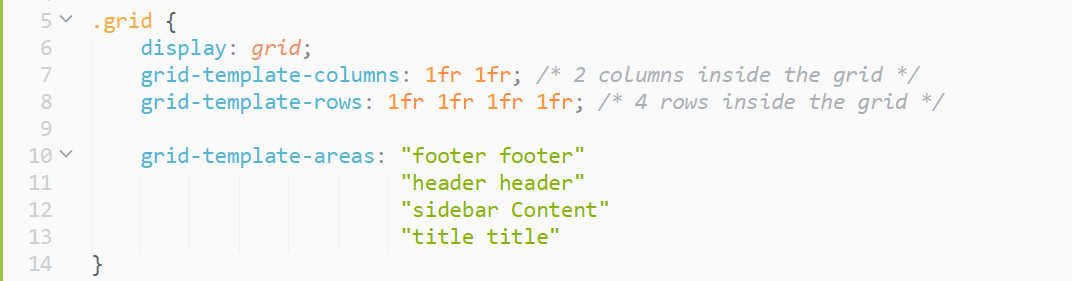 5 .grid {
6 display: grid;
7 grid-template-columns: 1fr 1fr; /* 2 columns inside the grid */
8 grid-template-rows: 1fr 1fr 1fr 1fr; /* 4 rows inside the grid */
9
10 grid-template-areas: "footer footer"
11 "header header"
12 "sidebar Content"
13 "title title"
14 }